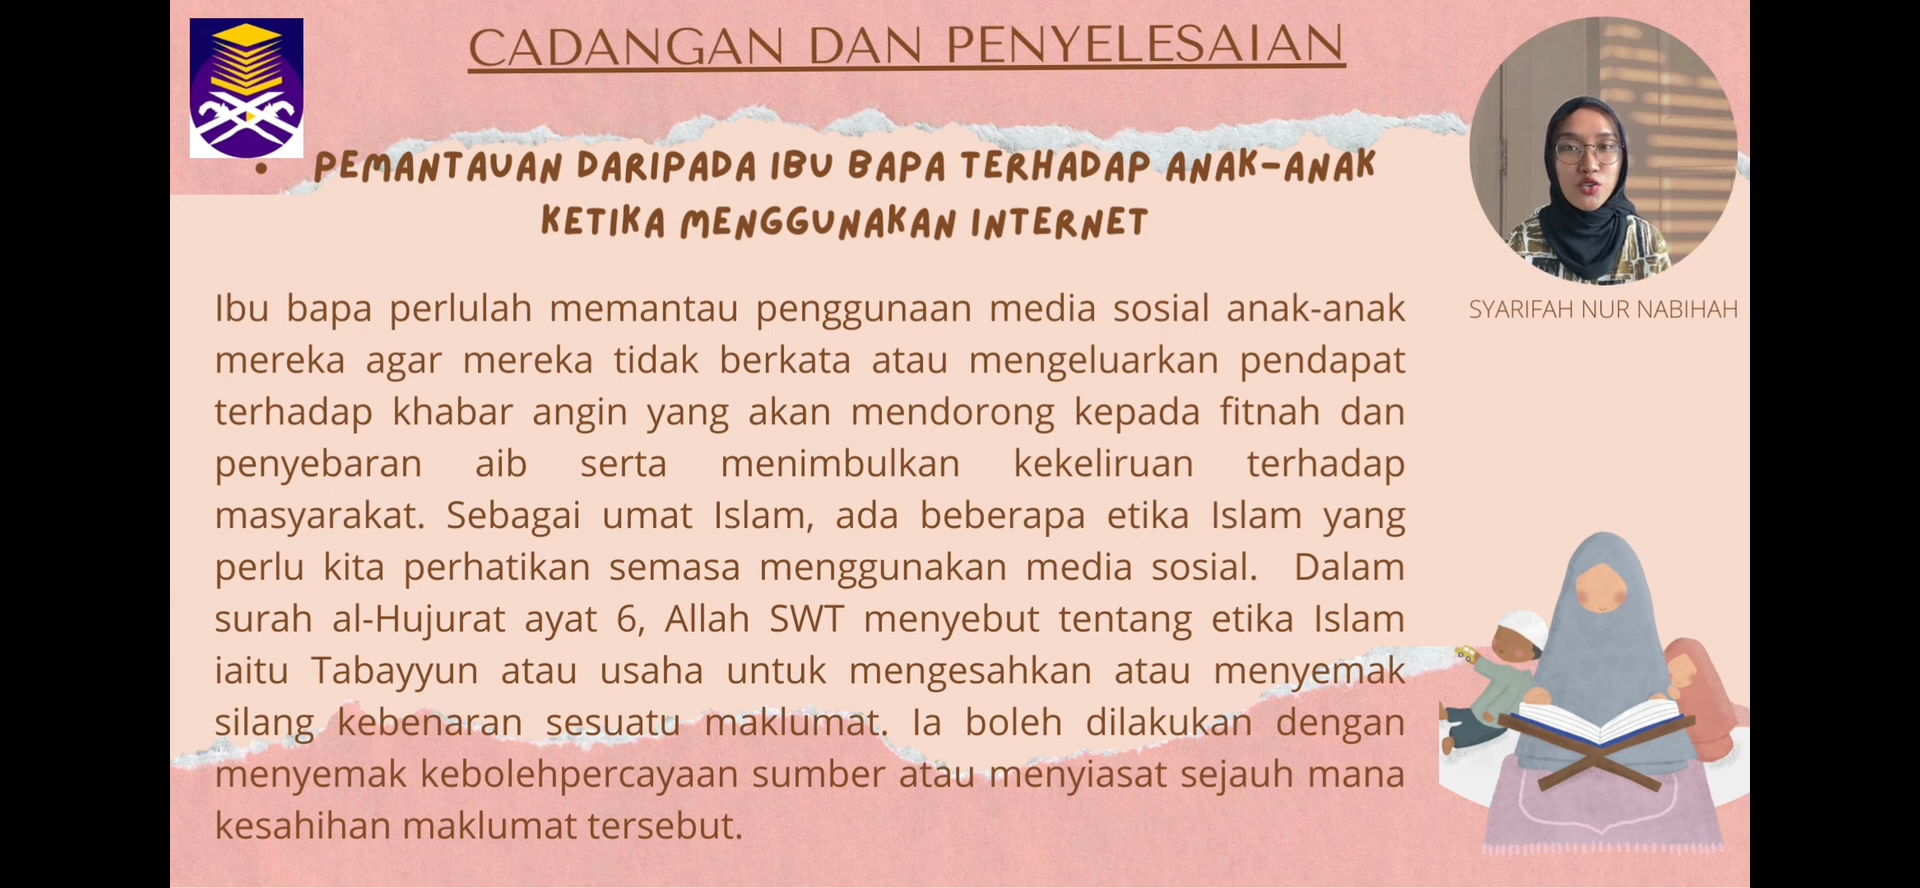 CADANGAN DAN PENYELESAIAN
• PEMANTAUAN DARIPADA IBU BAPA TERHADAP ANAK-ANAK
KETIKA MENGGUNAKAN INTERNET
SYARIFAH NUR NABIHAH
Ibu bapa perlulah memantau penggunaan media sosial anak-anak
mereka agar mereka tidak berkata atau mengeluarkan pendapat
terhadap khabar angin yang akan mendorong kepada fitnah dan
penyebaran aib serta menimbulkan kekeliruan terhadap
masyarakat. Sebagai umat Islam, ada beberapa etika Islam yang
perlu kita perhatikan semasa menggunakan media sosial. Dalam
surah al-Hujurat ayat 6, Allah SWT menyebut tentang etika Islam
iaitu Tabayyun atau usaha untuk mengesahkan atau menyemak
silang kebenaran sesuatu maklumat. Ia boleh dilakukan dengan
menyemak kebolehpercayaan sumber atau menyiasat sejauh mana
kesahihan maklumat tersebut.